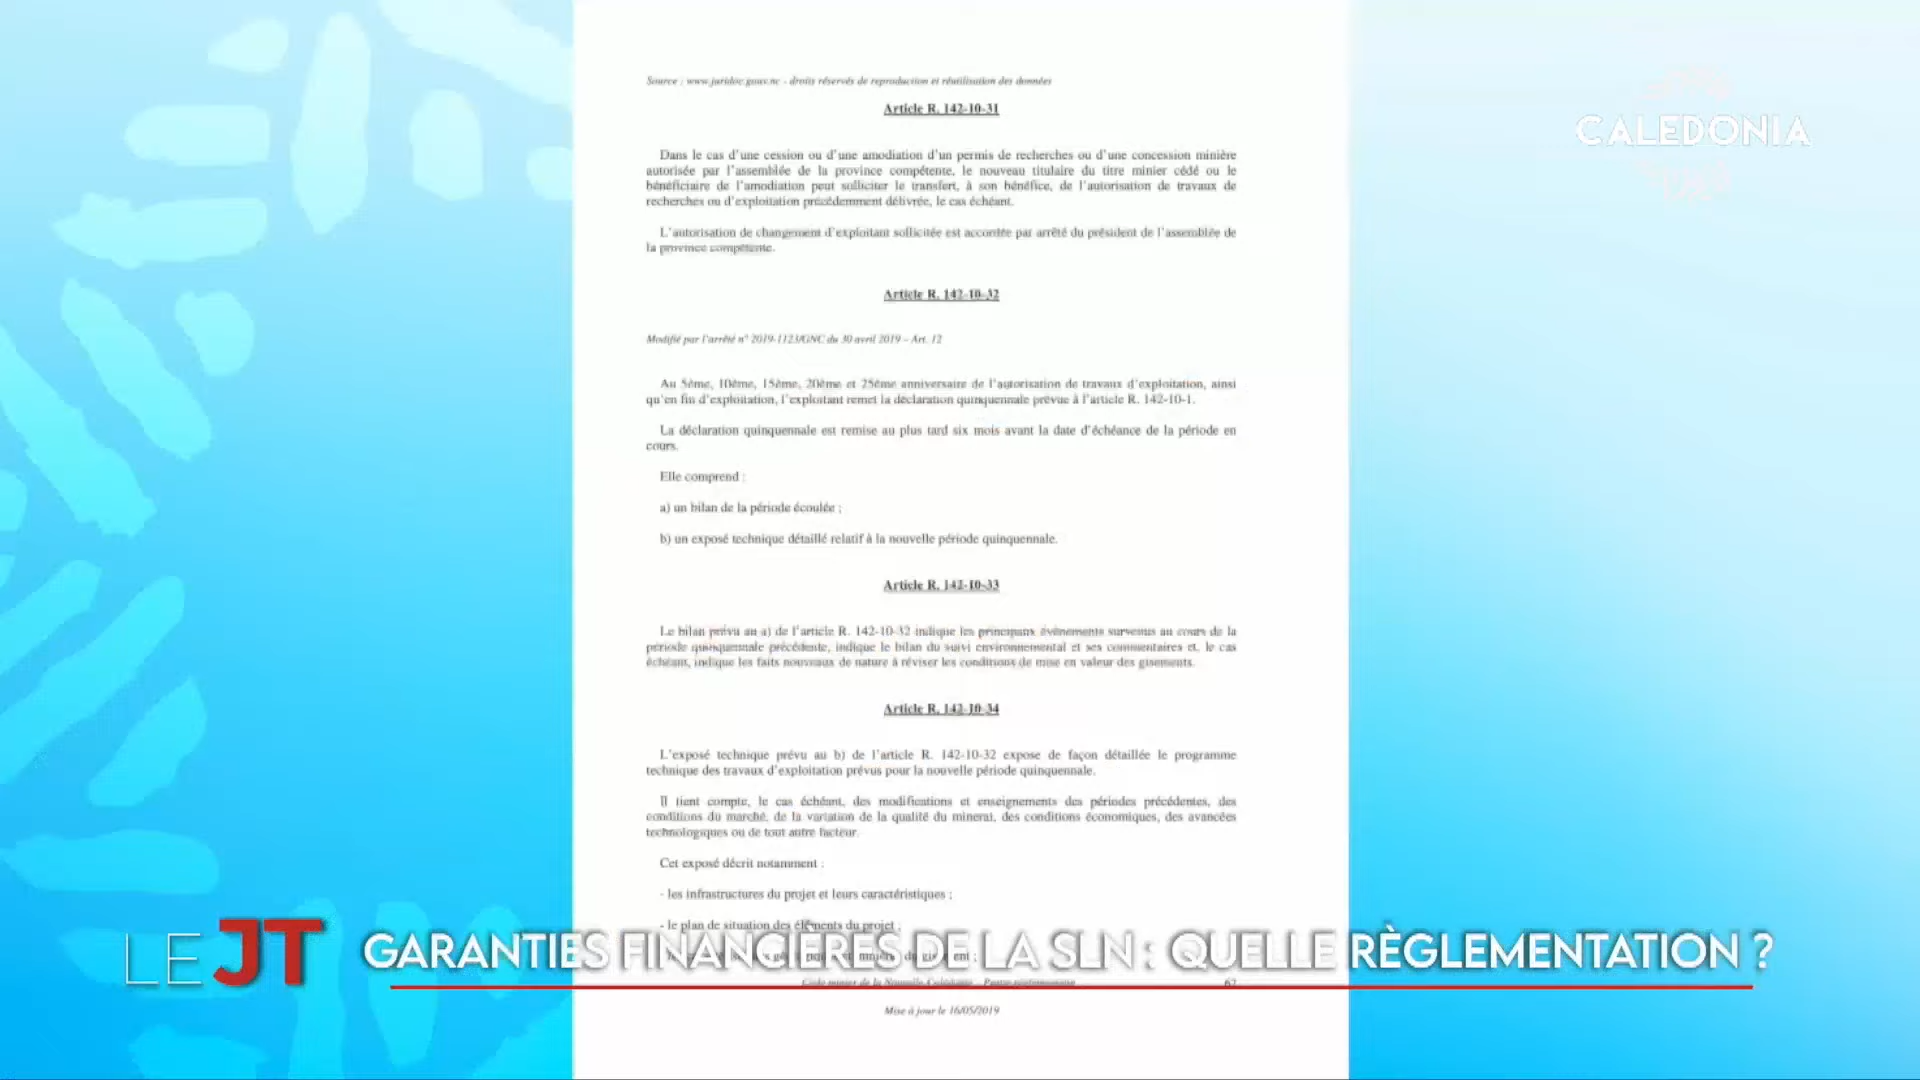 Source : www.juridoc.gouv.nc - droits réservés de reproduction et réutilisation des données
Article R. 142-10-31
Dans le cas d'une cession ou d'une amodiation d'un permis de recherches ou d'une concession minière
autorisée par l'assemblée de la province compétente, le nouveau titulaire du titre minier cédé ou le
bénéficiaire de l'amodiation peut solliciter le transfert, à son bénéfice, de l'autorisation de travaux de
recherches ou d'exploitation précédemment délivrée, le cas échéant.
L'autorisation de changement d'exploitant sollicitée est accordée par arrêté du président de l'assemblée de
la province compétente.
CALEDONIA
Article R. 142-10-32
Modifié par l'arrêté n° 2019-1123/GNC du 30 avril 2019 – Art. 12
Au 5ème, 10ème, 15ème, 20ème et 25ème anniversaire de l'autorisation de travaux d'exploitation, ainsi
qu'en fin d'exploitation, l'exploitant remet la déclaration quinquennale prévue à l'article R. 142-10-1.
La déclaration quinquennale est remise au plus tard six mois avant la date d'échéance de la période en
cours.
Elle comprend :
a) un bilan de la période écoulée ;
b) un exposé technique détaillé relatif à la nouvelle période quinquennale.
Article R. 142-10-33
Le bilan prévu au a) de l'article R. 142-10-32 indique les principaux évènements survenus au cours de la
période quinquennale précédente, indique le bilan du suivi environnemental et ses commentaires et, le cas
échéant, indique les faits nouveaux de nature à réviser les conditions de mise en valeur des gisements.
Article R. 142-10-34
L'exposé technique prévu au b) de l'article R. 142-10-32 expose de façon détaillée le programme
technique des travaux d'exploitation prévus pour la nouvelle période quinquennale.
Il tient compte, le cas échéant, des modifications et enseignements des périodes précédentes, des
conditions du marché, de la variation de la qualité du minerai, des conditions économiques, des avancées
technologiques ou de tout autre facteur.
Cet exposé décrit notamment :
- les infrastructures du projet et leurs caractéristiques ;
- le plan de situation des éléments du projet ;
LE JT GARANTIES FINANCIÈRES DE LA SLN : QUELLE RÈGLEMENTATION ?
Code minier de la Nouvelle-Calédonie – Partie réglementaire 67
Mise à jour le 16/05/2019